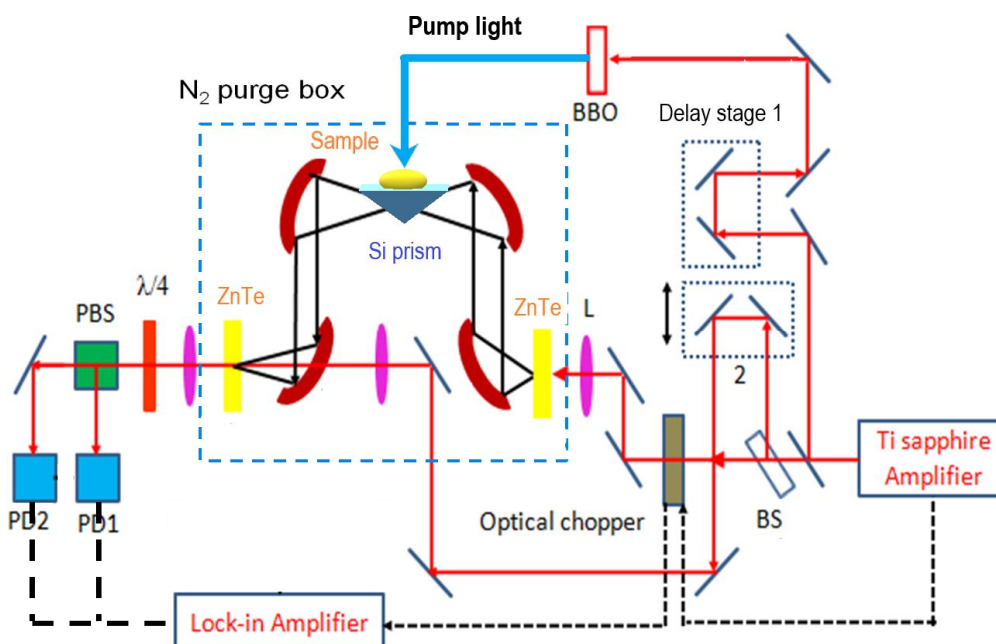 Pump light
N₂ purge box
BBO
Delay stage 1
Sample
Si prism
λ/4
ZnTe
ZnTe
L
PBS
2
Ti sapphire
Amplifier
PD2
PD1
Optical chopper
BS
Lock-in Amplifier